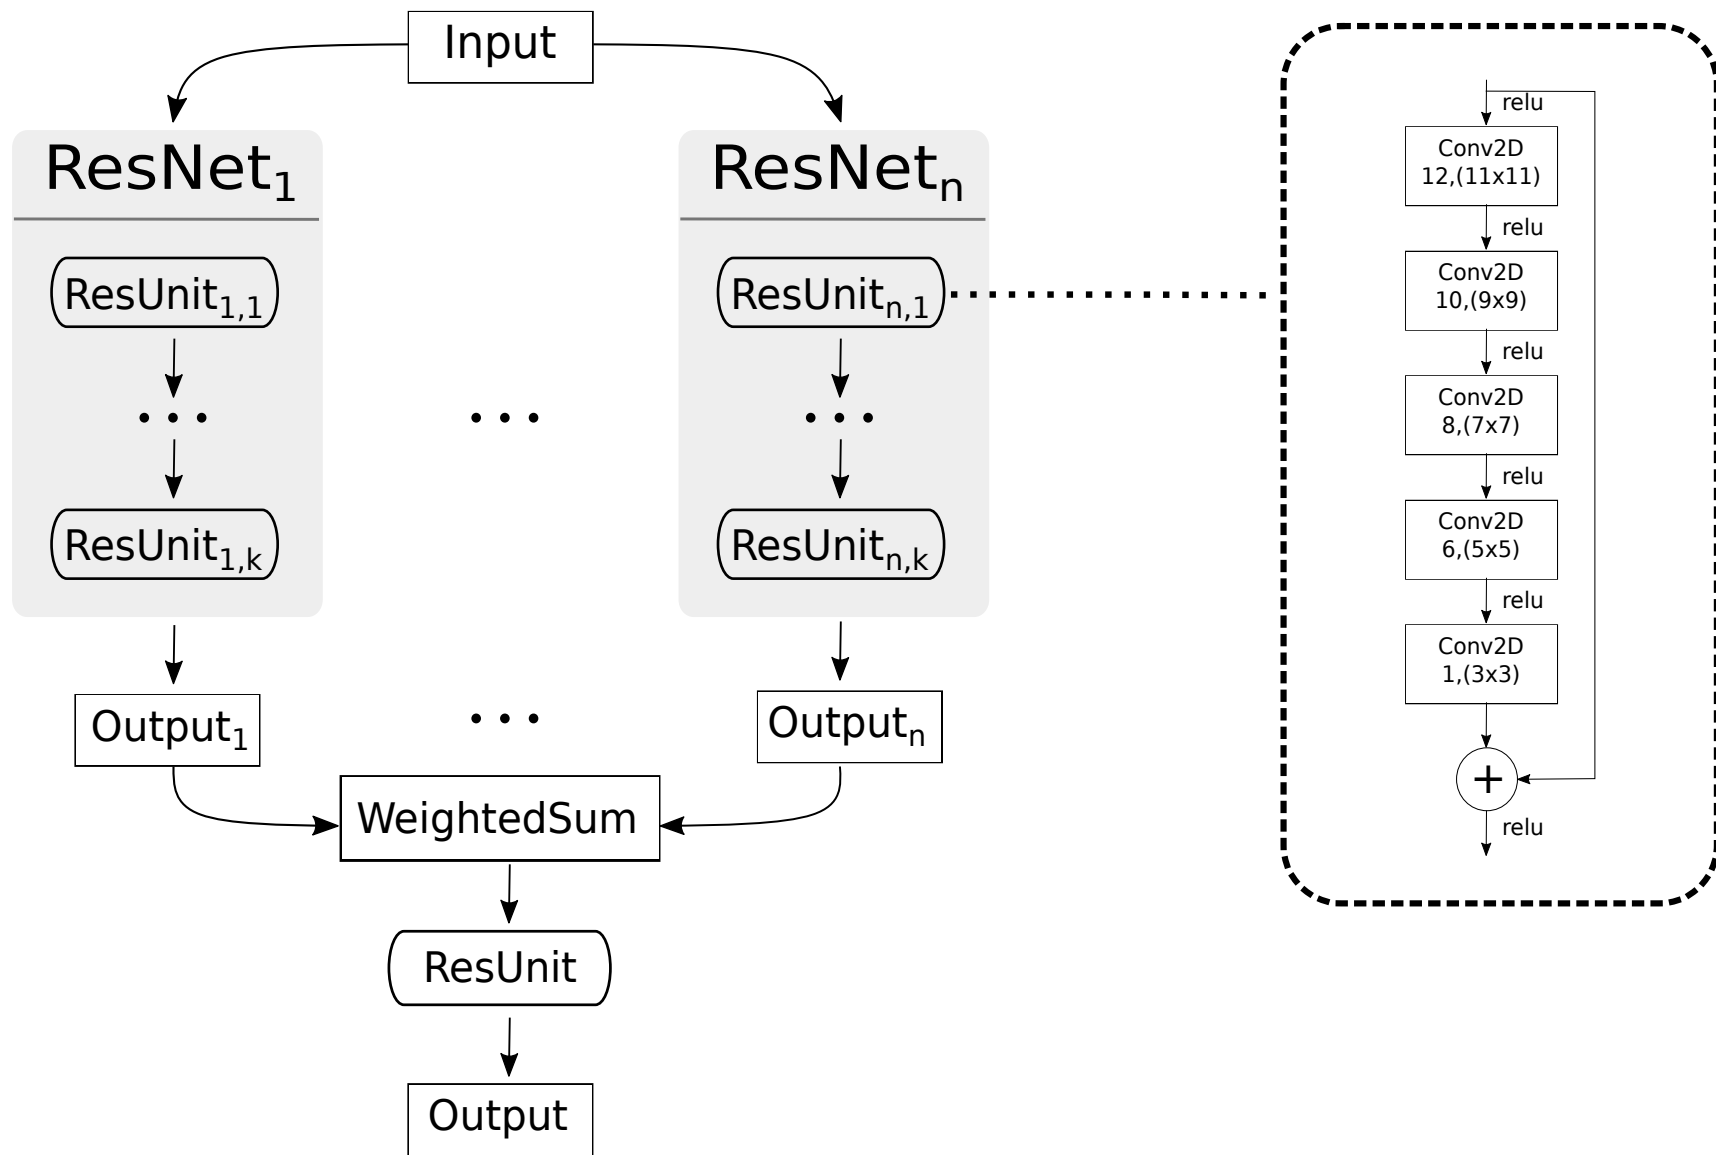 Input
ResNet1
ResUnit1,1
...
ResUnit1,k
Output1
...
...
ResNetn
ResUnitn,1
...
ResUnitn,k
Outputn
WeightedSum
ResUnit
Output
relu
Conv2D
12,(11x11)
relu
Conv2D
10,(9x9)
relu
Conv2D
8,(7x7)
relu
Conv2D
6,(5x5)
relu
Conv2D
1,(3x3)
+
relu